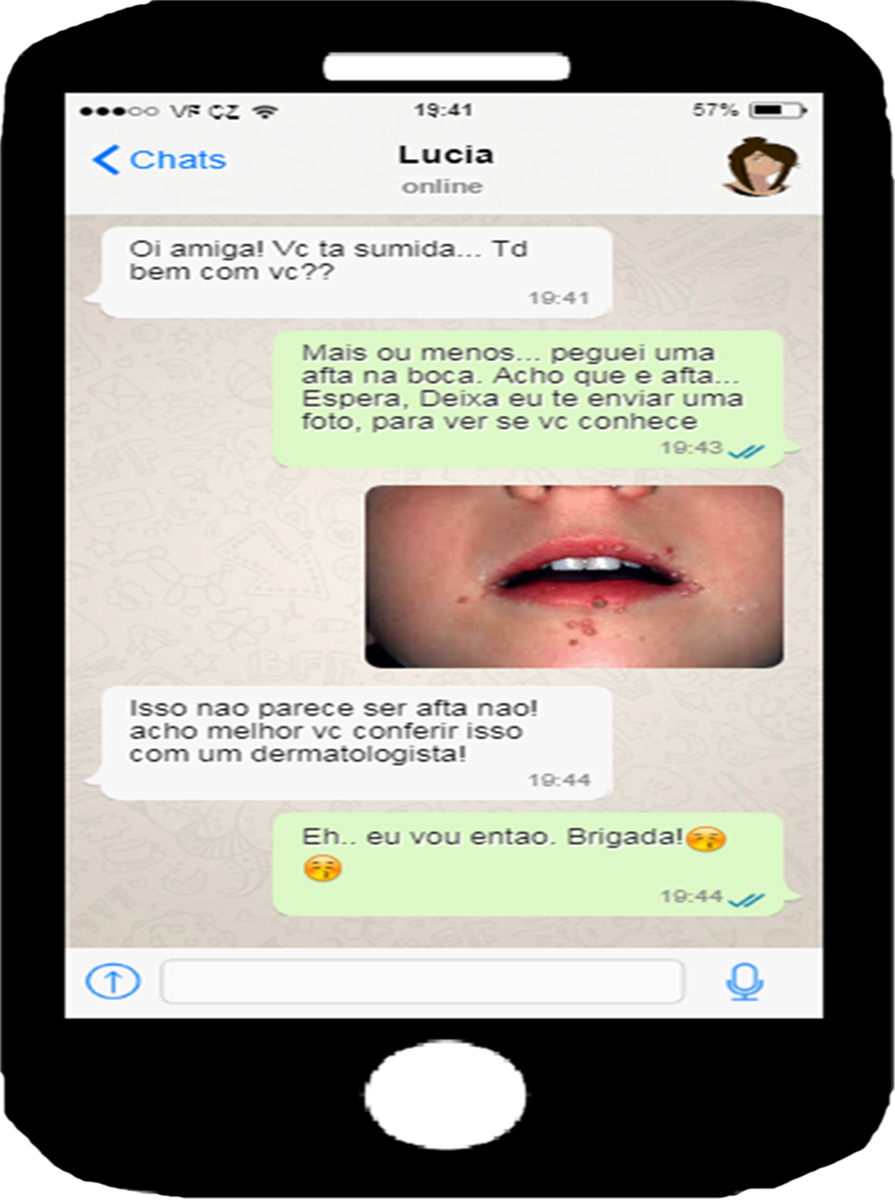 VF CZ 19:41 57%
Chats Lucia
online
Oi amiga! Vc ta sumida... Td
bem com vc??
19:41
Mais ou menos... peguei uma
afta na boca. Acho que e afta...
Espera, Deixa eu te enviar uma
foto, para ver se vc conhece
19:43
Isso nao parece ser afta nao!
acho melhor vc conferir isso
com um dermatologista!
19:44
Eh.. eu vou entao. Brigada!
19:44